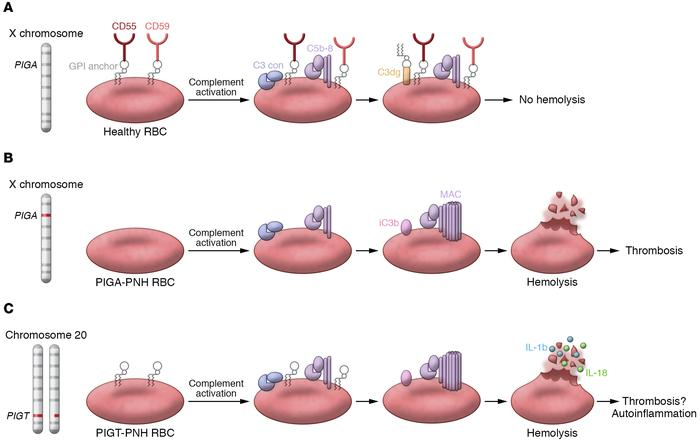 A
X chromosome
PIGA
CD55
CD59
GPI anchor
Healthy RBC
Complement
activation
C3 con
C5b-8
C3dg
No hemolysis
B
X chromosome
PIGA
PIGA-PNH RBC
Complement
activation
iC3b
MAC
Hemolysis
Thrombosis
C
Chromosome 20
PIGT
PIGT-PNH RBC
Complement
activation
IL-1b
IL-18
Hemolysis
Thrombosis?
Autoinflammation